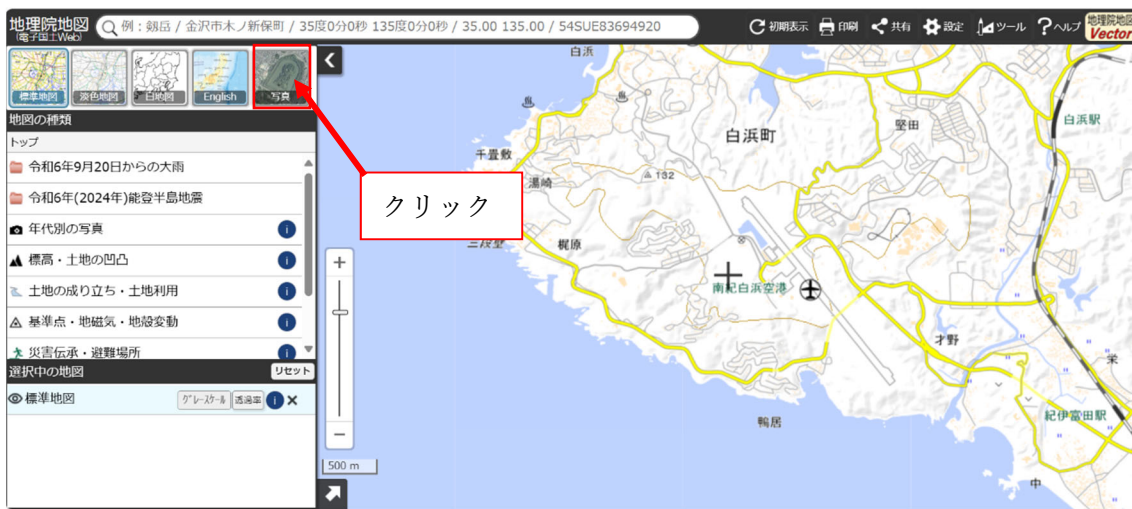 地理院地図
(電子国土Web)
例：剱岳 / 金沢市木ノ新保町 / 35度0分0秒 135度0分0秒 / 35.00 135.00 / 54SUE83694920
初期表示 印刷 共有 設定 ツール ヘルプ
地理院地図
Vector
標準地図 淡色地図 白地図 English 写真
地図の種類
トップ
令和6年9月20日からの大雨
令和6年(2024年)能登半島地震
年代別の写真
標高・土地の凹凸
土地の成り立ち・土地利用
基準点・地磁気・地殻変動
災害伝承・避難場所
選択中の地図 リセット
標準地図 グレースケール 透過率
クリック
+
−
500 m
白浜
白浜駅
堅田
白浜町
千畳敷
132
湯崎
三段壁
梶原
南紀白浜空港
才野
栄
紀伊富田駅
鴨居
中